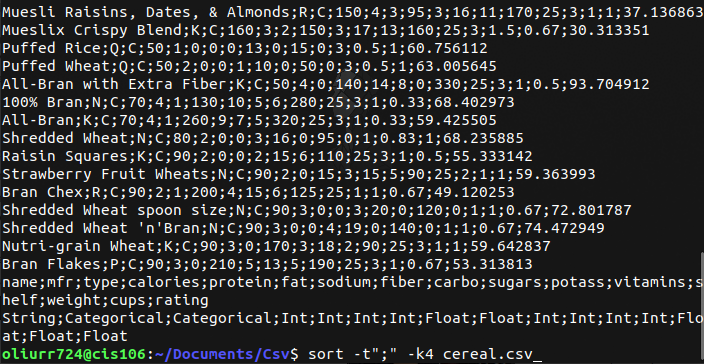 Muesli Raisins, Dates, & Almonds;R;C;150;4;3;95;3;16;11;170;25;3;1;1;37.136863
Mueslix Crispy Blend;K;C;160;3;2;150;3;17;13;160;25;3;1.5;0.67;30.313351
Puffed Rice;Q;C;50;1;0;0;0;13;0;15;0;3;0.5;1;60.756112
Puffed Wheat;Q;C;50;2;0;0;1;10;0;50;0;3;0.5;1;63.005645
All-Bran with Extra Fiber;K;C;50;4;0;140;14;8;0;330;25;3;1;0.5;93.704912
100% Bran;N;C;70;4;1;130;10;5;6;280;25;3;1;0.33;68.402973
All-Bran;K;C;70;4;1;260;9;7;5;320;25;3;1;0.33;59.425505
Shredded Wheat;N;C;80;2;0;0;3;16;0;95;0;1;0.83;1;68.235885
Raisin Squares;K;C;90;2;0;0;2;15;6;110;25;3;1;0.5;55.333142
Strawberry Fruit Wheats;N;C;90;2;0;15;3;15;5;90;25;2;1;1;59.363993
Bran Chex;R;C;90;2;1;200;4;15;6;125;25;1;1;0.67;49.120253
Shredded Wheat spoon size;N;C;90;3;0;0;3;20;0;120;0;1;1;0.67;72.801787
Shredded Wheat 'n'Bran;N;C;90;3;0;0;4;19;0;140;0;1;1;0.67;74.472949
Nutri-grain Wheat;K;C;90;3;0;170;3;18;2;90;25;3;1;1;59.642837
Bran Flakes;P;C;90;3;0;210;5;13;5;190;25;3;1;0.67;53.313813
name;mfr;type;calories;protein;fat;sodium;fiber;carbo;sugars;potass;vitamins;s
helf;weight;cups;rating
String;Categorical;Categorical;Int;Int;Int;Int;Float;Float;Int;Int;Int;Int;Flo
at;Float;Float
oliurr724@cis106:~/Documents/Csv$ sort -t";" -k4 cereal.csv_